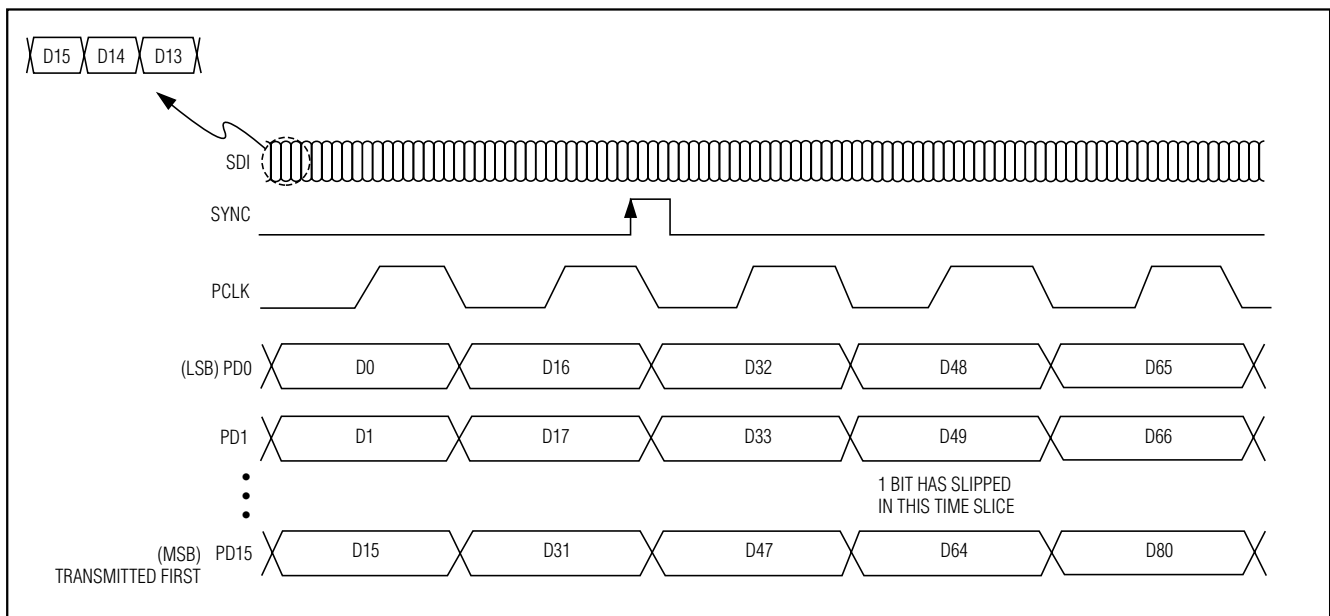 D15 D14 D13
SDI
SYNC
PCLK
(LSB) PD0 D0 D16 D32 D48 D65
PD1 D1 D17 D33 D49 D66
1 BIT HAS SLIPPED
IN THIS TIME SLICE
(MSB) PD15 D15 D31 D47 D64 D80
TRANSMITTED FIRST